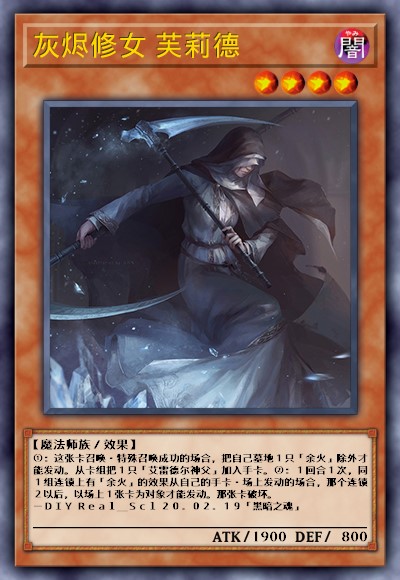 灰烬修女 芙莉德
やみ
闇
【魔法师族／效果】
①：这张卡召唤·特殊召唤成功的场合，把自己墓地１只「余火」除外才
能发动。从卡组把１只「艾雷德尔神父」加入手卡。②：１回合１次，同
１组连锁上有「余火」的效果从自己的手卡·场上发动的场合，那个连锁
２以后，以场上１张卡为对象才能发动。那张卡破坏。
－ＤＩＹＲｅａｌ＿Ｓｃｌ２０．０２．１９「黑暗之魂」
ATK/1900 DEF/ 800